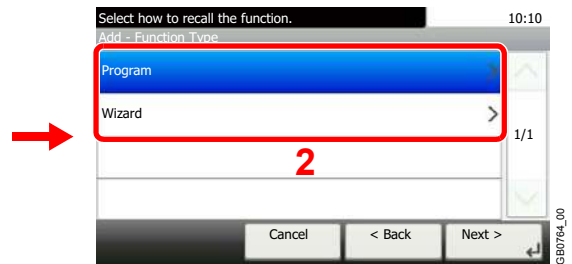 Select how to recall the function.
10:10
Add - Function Type
Program
Wizard
1/1
2
Cancel
< Back
Next >
GB0764_00